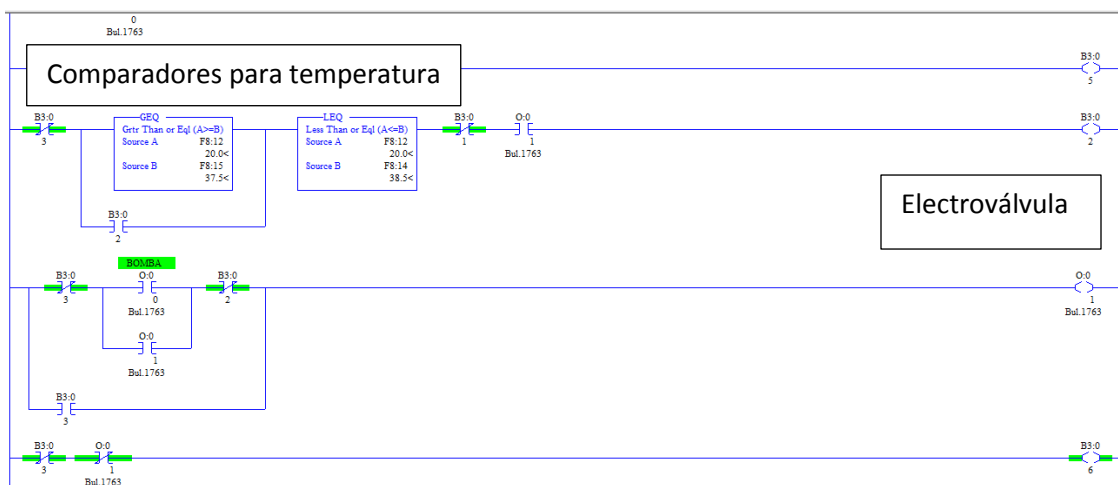 0
Bul.1763
Comparadores para temperatura
B3:0
5
B3:0
3
GEQ
Grtr Than or Eql (A>=B)
Source A F8:12
20.0<
Source B F8:15
37.5<
LEQ
Less Than or Eql (A<=B)
Source A F8:12
20.0<
Source B F8:14
38.5<
B3:0
1
O:0
1
Bul.1763
B3:0
2
B3:0
2
Electroválvula
BOMBA
B3:0
3
O:0
0
Bul.1763
B3:0
2
O:0
1
Bul.1763
O:0
1
Bul.1763
B3:0
3
B3:0
3
O:0
1
Bul.1763
B3:0
6